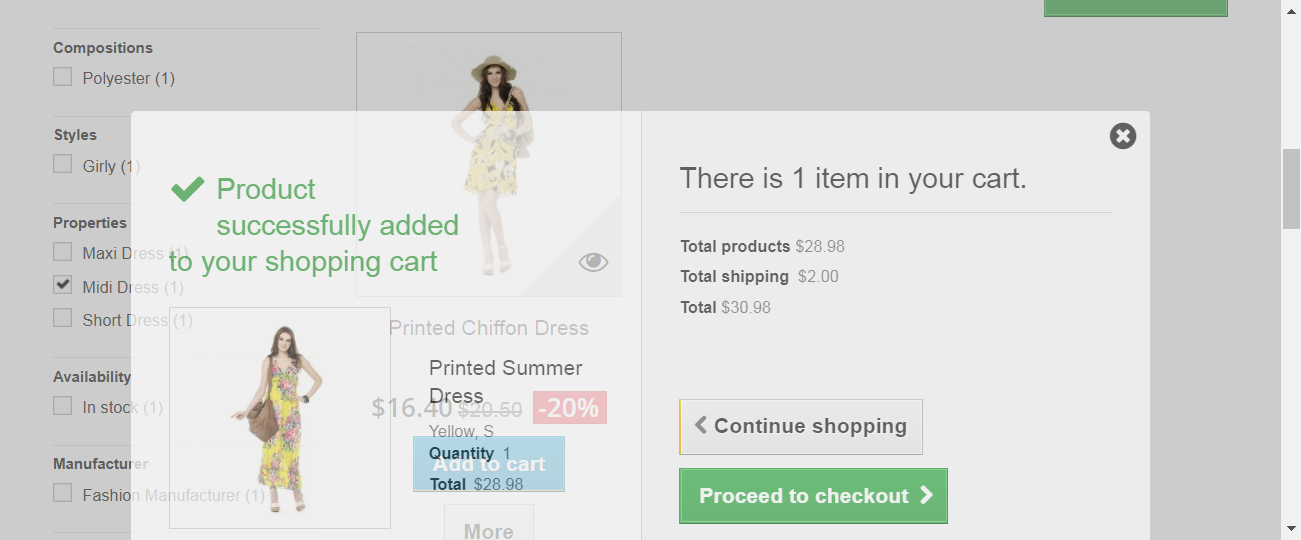 Compositions
Polyester (1)
Styles
Girly (1)
Properties
Maxi Dress (1)
Midi Dress (1)
Short Dress (1)
Availability
In stock (1)
Manufacturer
Fashion Manufacturer (1)
Product
successfully added
to your shopping cart
Printed Chiffon Dress
$16.40 $20.50 -20%
Add to cart
More
Printed Summer
Dress
Yellow, S
Quantity 1
Total $28.98
There is 1 item in your cart.
Total products $28.98
Total shipping $2.00
Total $30.98
Continue shopping
Proceed to checkout